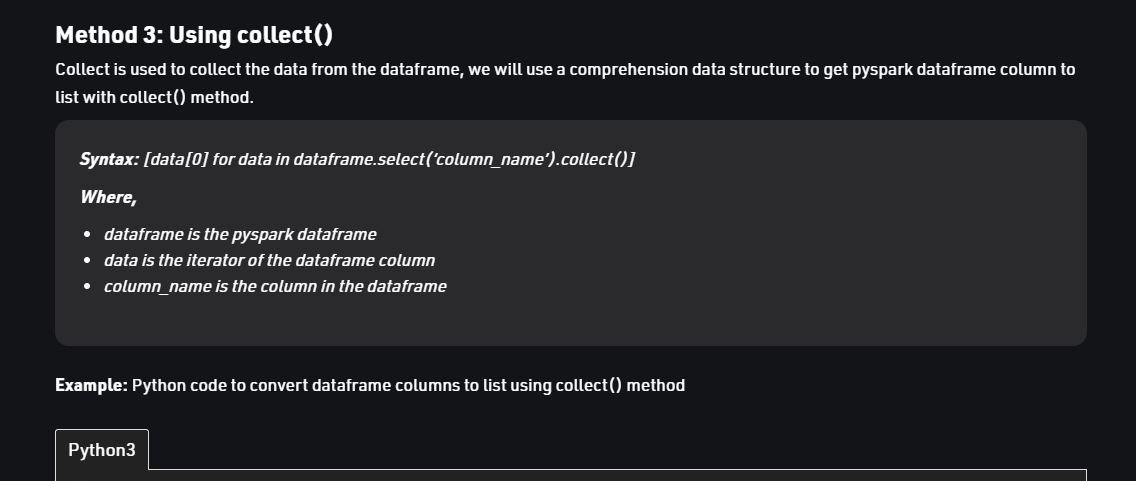 Method 3: Using collect()
Collect is used to collect the data from the dataframe, we will use a comprehension data structure to get pyspark dataframe column to
list with collect() method.
Syntax: [data[0] for data in dataframe.select(‘column_name’).collect()]
Where,
• dataframe is the pyspark dataframe
• data is the iterator of the dataframe column
• column_name is the column in the dataframe
Example: Python code to convert dataframe columns to list using collect() method
Python3